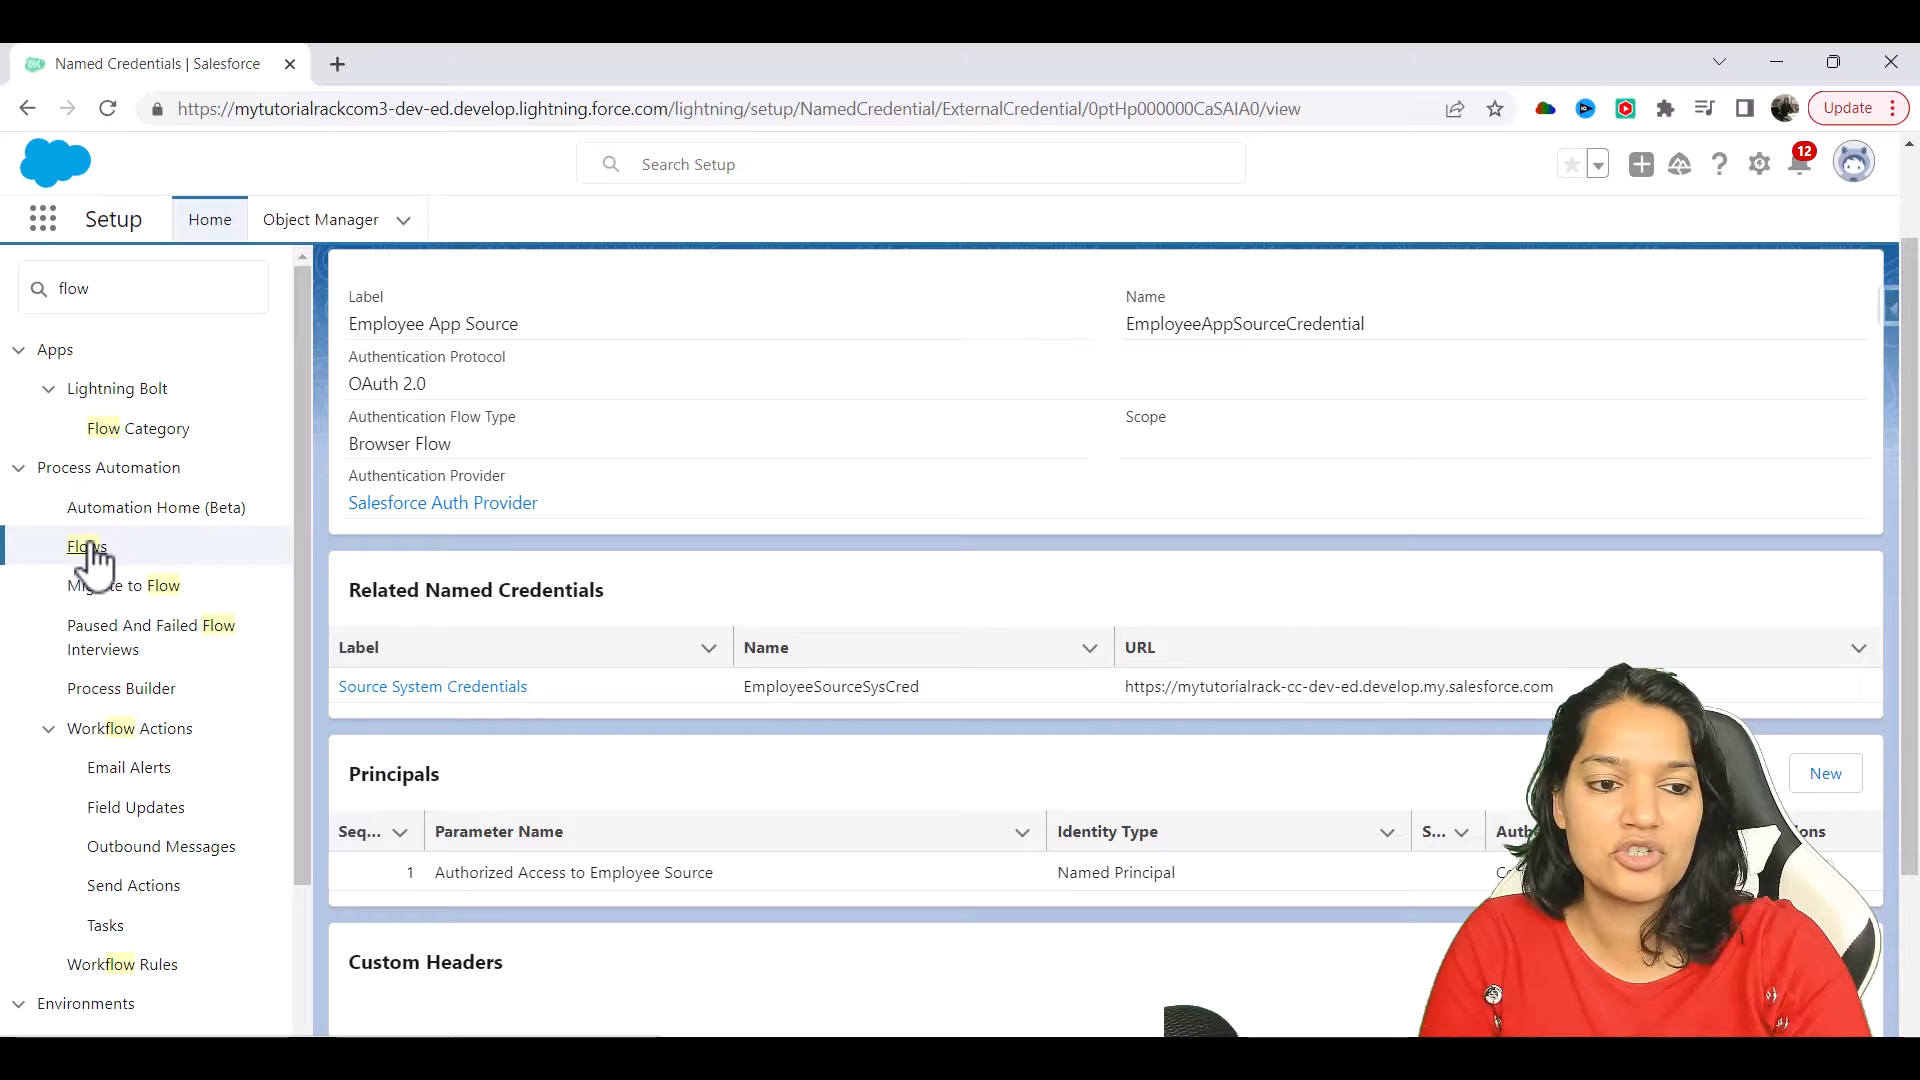 Named Credentials | Salesforce
https://mytutorialrackcom3-dev-ed.develop.lightning.force.com/lightning/setup/NamedCredential/ExternalCredential/0ptHp000000CaSAIA0/view
Update
Search Setup
12
Setup
Home
Object Manager
flow
Apps
Lightning Bolt
Flow Category
Process Automation
Automation Home (Beta)
Flows
to Flow
Paused And Failed Flow
Interviews
Process Builder
Workflow Actions
Email Alerts
Field Updates
Outbound Messages
Send Actions
Tasks
Workflow Rules
Environments
Label
Employee App Source
Name
EmployeeAppSourceCredential
Authentication Protocol
OAuth 2.0
Authentication Flow Type
Browser Flow
Scope
Authentication Provider
Salesforce Auth Provider
Related Named Credentials
Label Name URL
Source System Credentials EmployeeSourceSysCred https://mytutorialrack-cc-dev-ed.develop.my.salesforce.com
Principals
New
Seq... Parameter Name Identity Type S...
1 Authorized Access to Employee Source Named Principal
Custom Headers